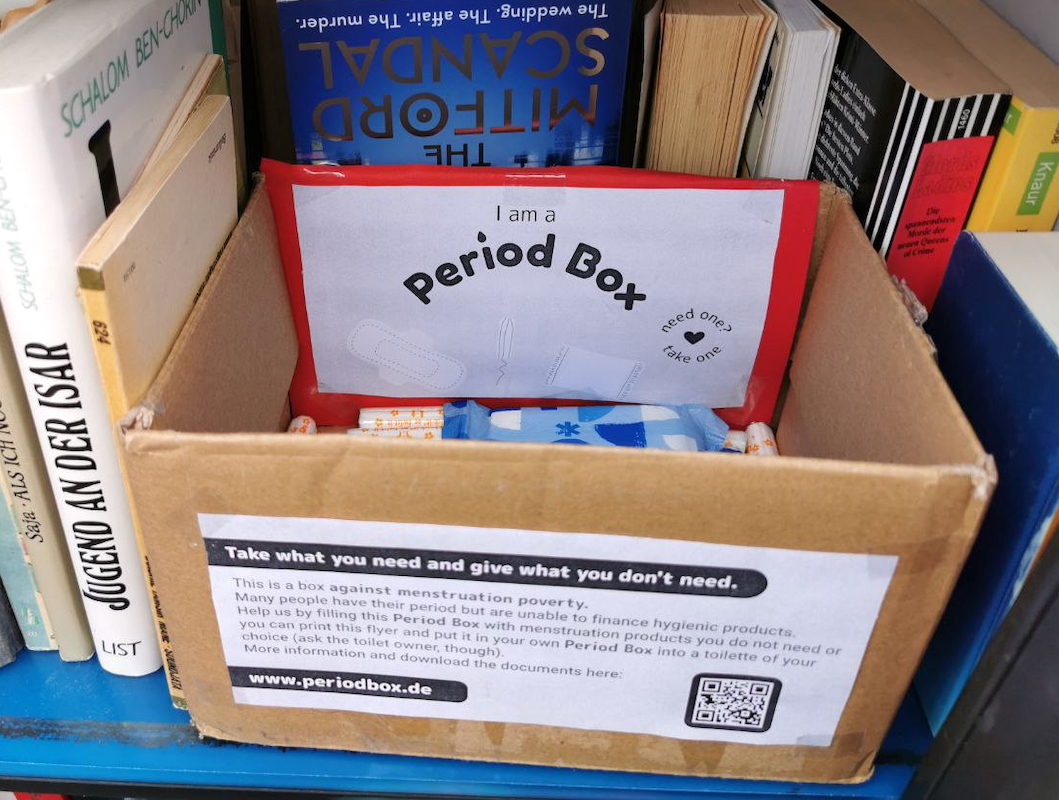 SCHALOM BEN-CHORIN
JUGEND AN DER ISAR
LIST
Saja · ALS ICH NOCH
624
THE
MITFORD
SCANDAL
The wedding. The affair. The murder.
1460
Die
spannendsten
Morde der
neuen Queens
of Crime
Knaur
I am a
Period Box
need one?
take one
Take what you need and give what you don't need.
This is a box against menstruation poverty.
Many people have their period but are unable to finance hygienic products.
Help us by filling this Period Box with menstruation products you do not need or
you can print this flyer and put it in your own Period Box into a toilette of your
choice (ask the toilet owner, though).
More information and download the documents here:
www.periodbox.de